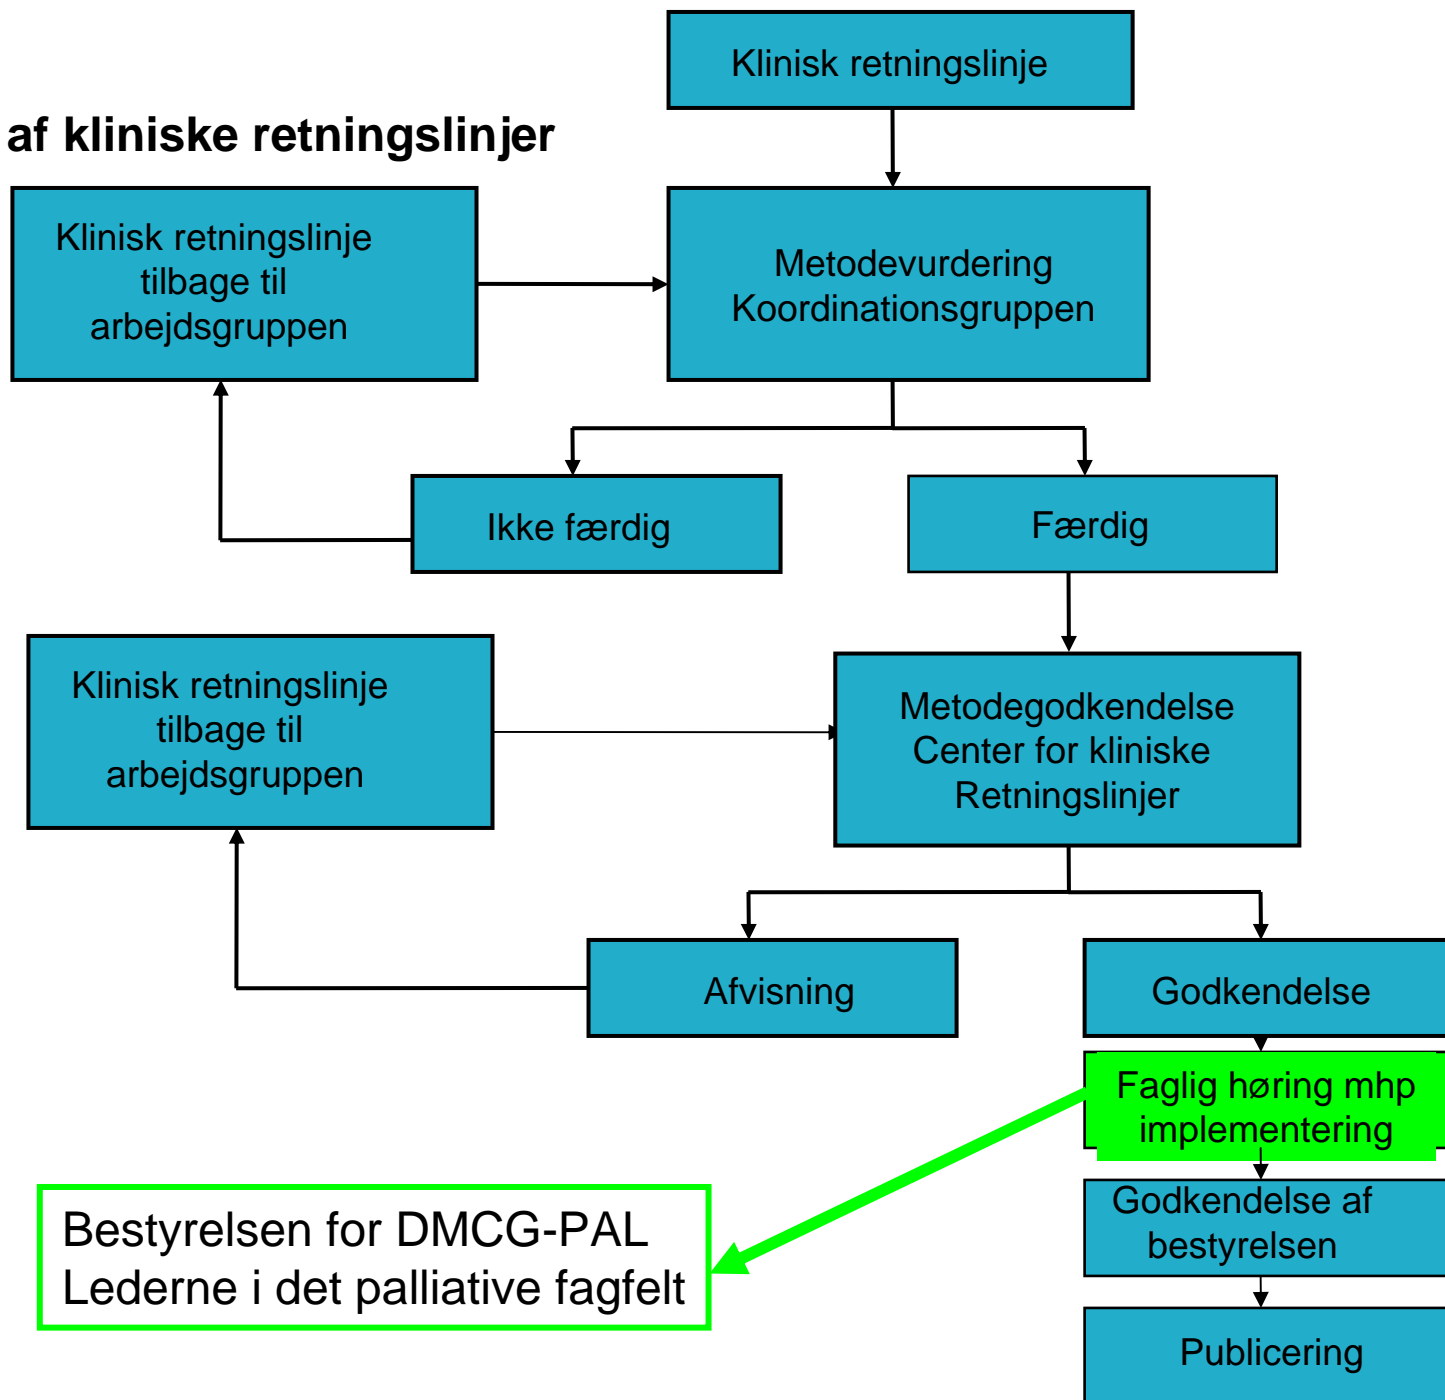 Klinisk retningslinje
af kliniske retningslinjer
Klinisk retningslinje
tilbage til
arbejdsgruppen
Metodevurdering
Koordinationsgruppen
Ikke færdig
Færdig
Klinisk retningslinje
tilbage til
arbejdsgruppen
Metodegodkendelse
Center for kliniske
Retningslinjer
Afvisning
Godkendelse
Faglig høring mhp
implementering
Bestyrelsen for DMCG-PAL
Lederne i det palliative fagfelt
Godkendelse af
bestyrelsen
Publicering